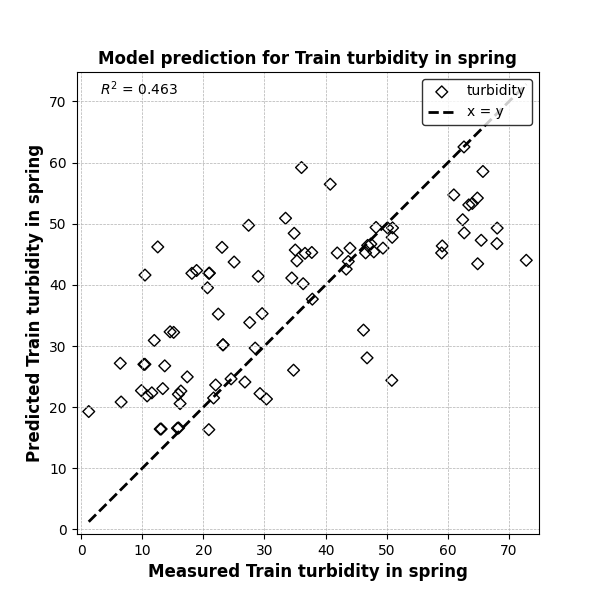 Model prediction for Train turbidity in spring
R² = 0.463
turbidity
x = y
Predicted Train turbidity in spring
70
60
50
40
30
20
10
0
0 10 20 30 40 50 60 70
Measured Train turbidity in spring